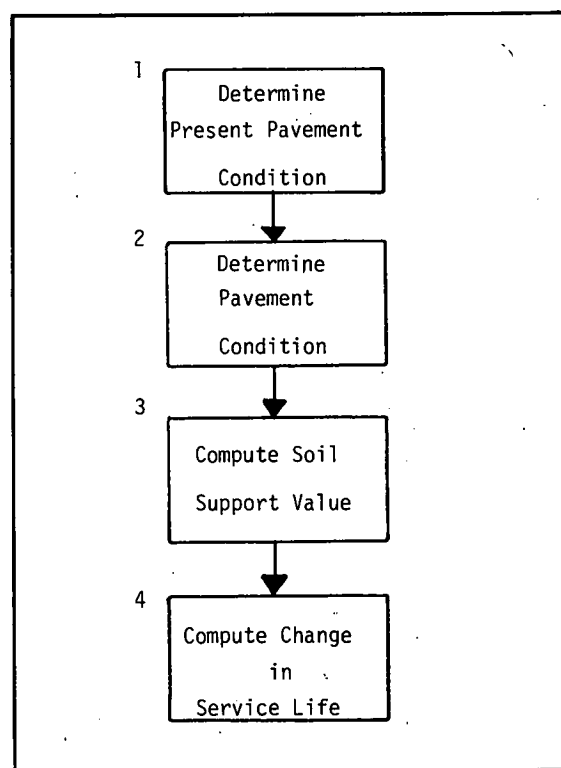 1
Determine
Present Pavement
Condition
2
Determine
Pavement
Condition
3
Compute Soil
Support Value
4
Compute Change
in
Service Life